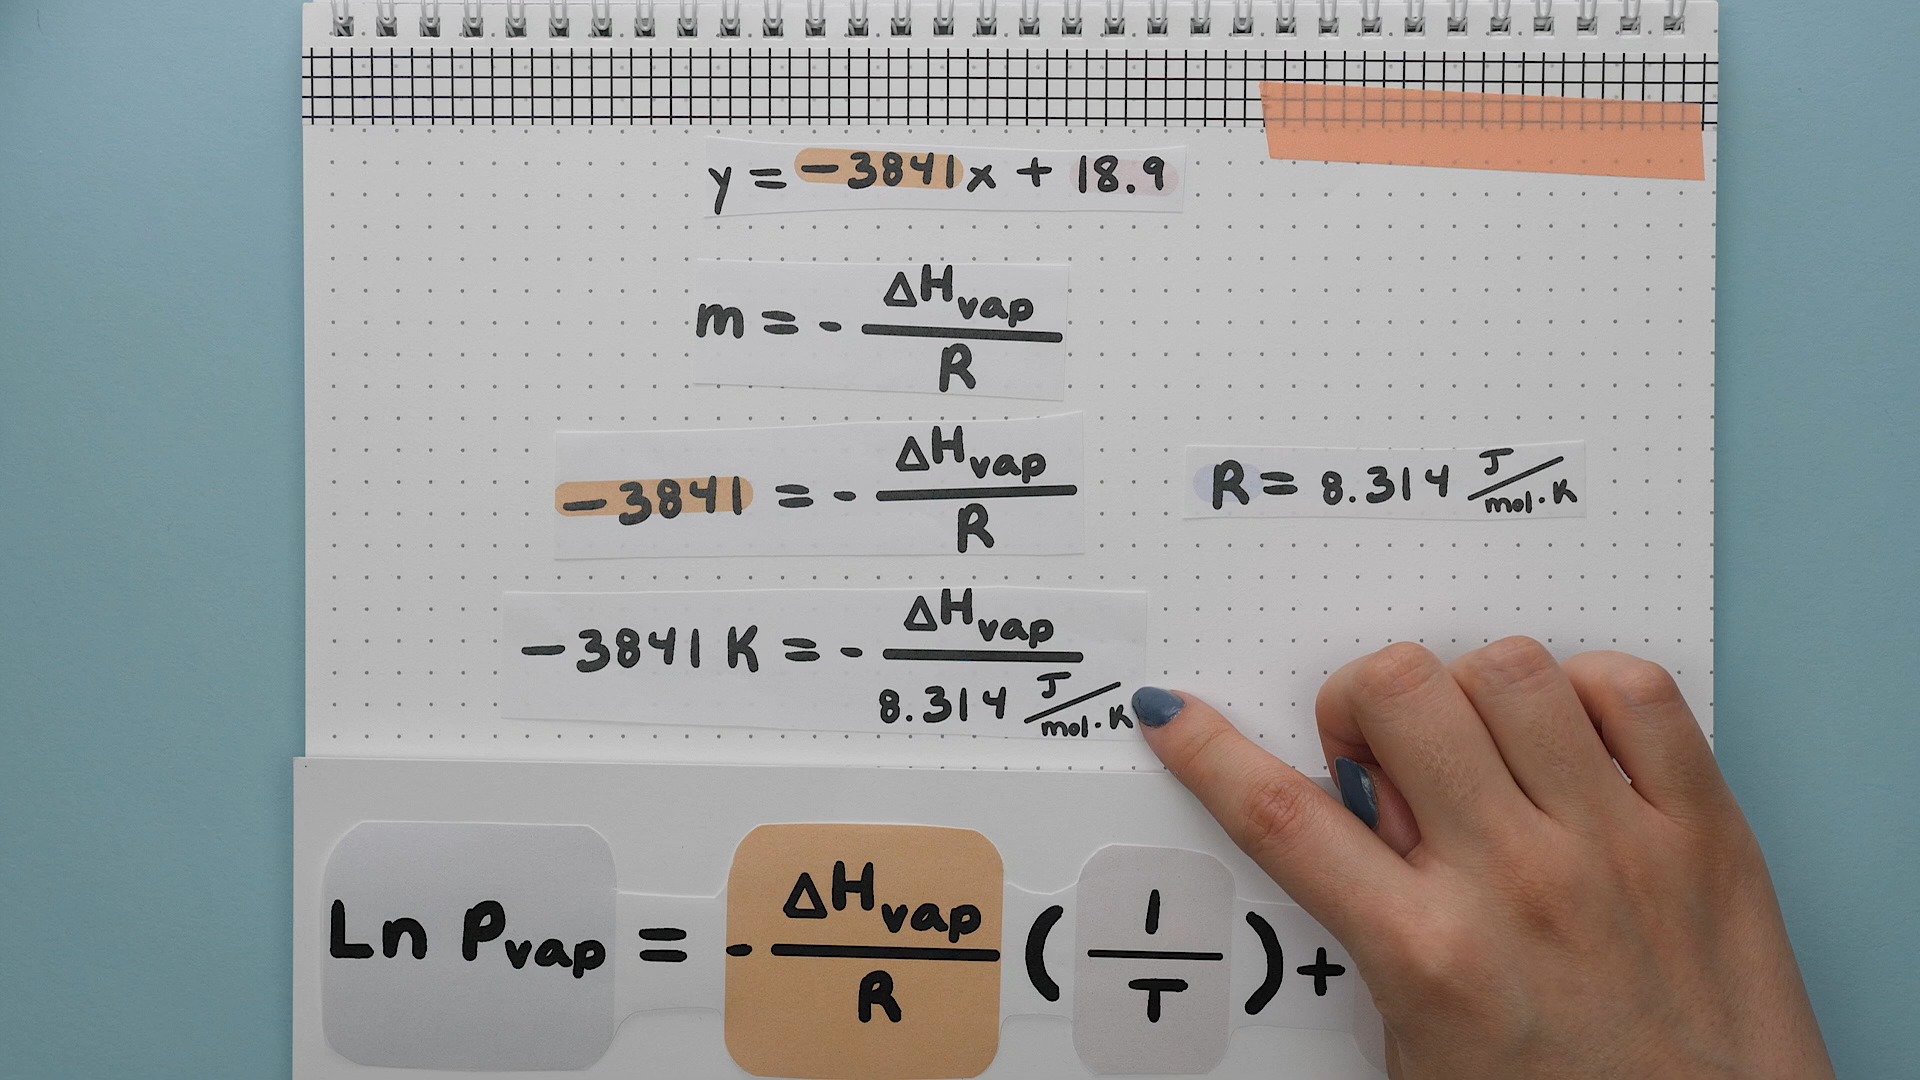 y = -3841x + 18.9
m = - ΔHvap / R
-3841 = - ΔHvap / R
R = 8.314 J/mol·K
-3841 K = - ΔHvap / 8.314 J/mol·K
Ln Pvap = - ΔHvap / R (1/T) +